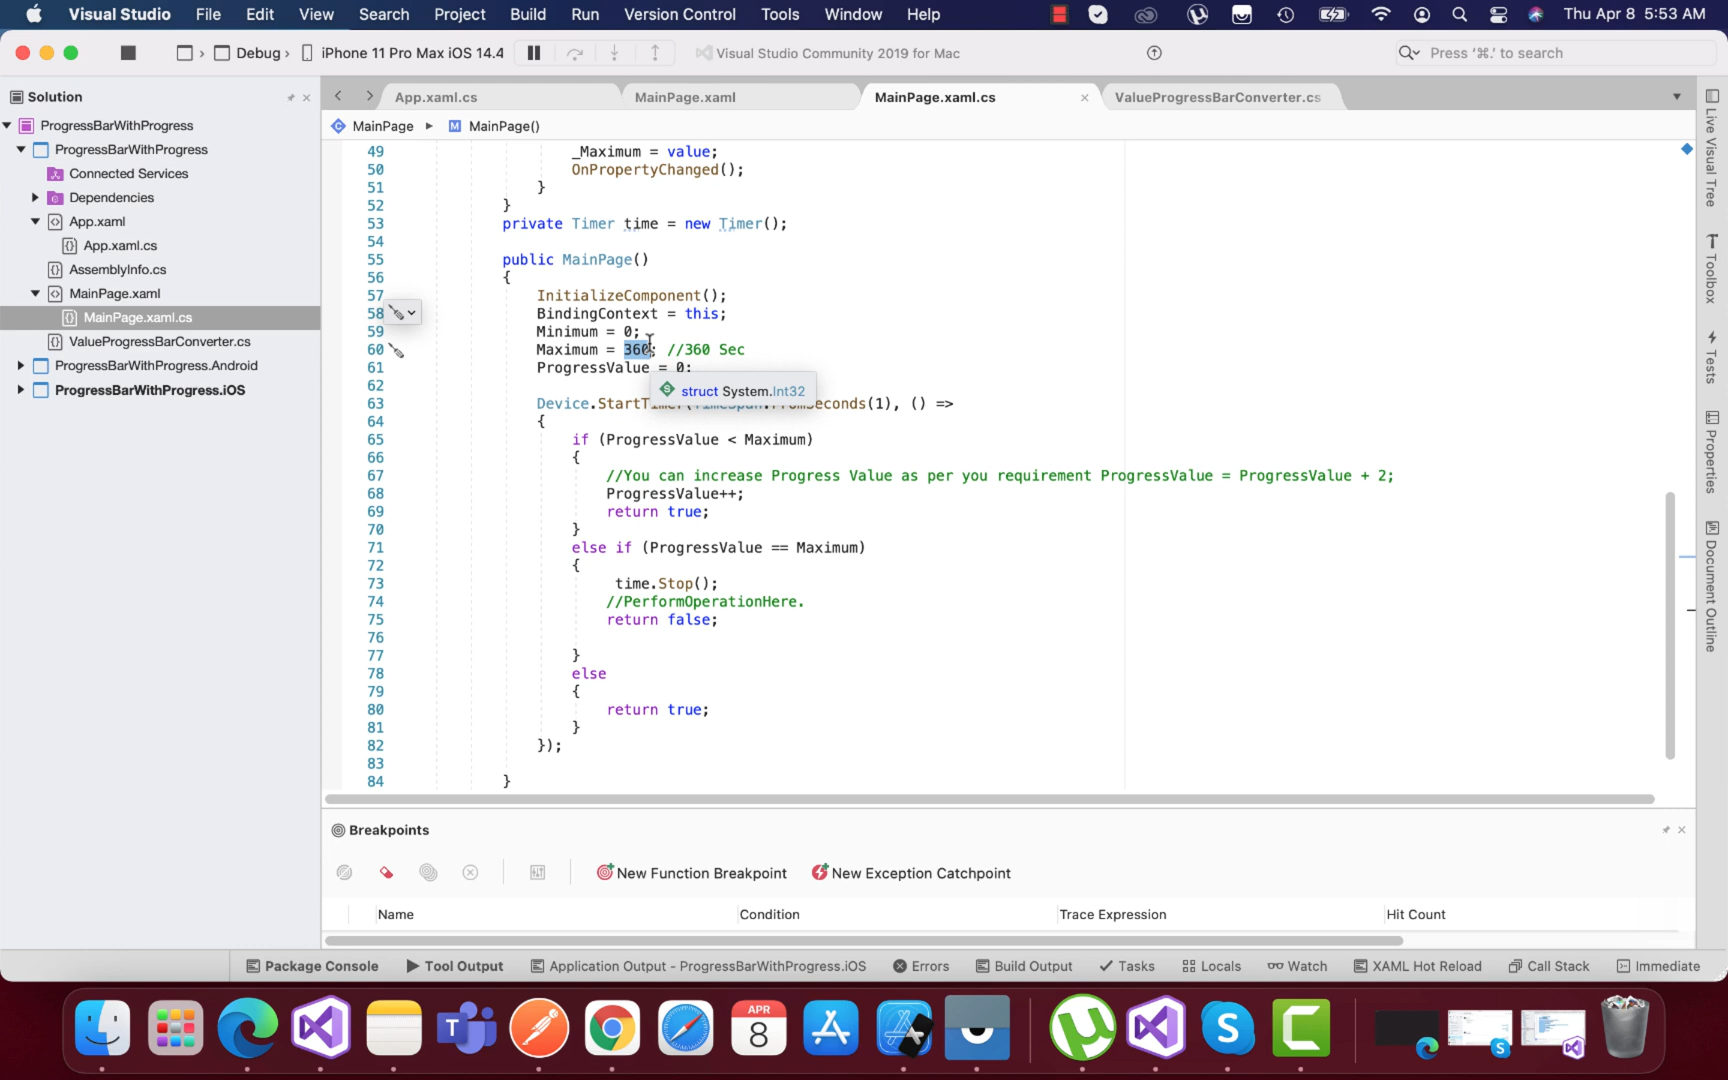 Visual Studio File Edit View Search Project Build Run Version Control Tools Window Help Thu Apr 8 5:53 AM
Debug iPhone 11 Pro Max iOS 14.4 Visual Studio Community 2019 for Mac Press '⌘.' to search
Solution
ProgressBarWithProgress
ProgressBarWithProgress
Connected Services
Dependencies
App.xaml
App.xaml.cs
AssemblyInfo.cs
MainPage.xaml
MainPage.xaml.cs
ValueProgressBarConverter.cs
ProgressBarWithProgress.Android
ProgressBarWithProgress.iOS
App.xaml.cs MainPage.xaml MainPage.xaml.cs ValueProgressBarConverter.cs
MainPage MainPage()
49 _Maximum = value;
50 OnPropertyChanged();
51 }
52 }
53 private Timer time = new Timer();
54
55 public MainPage()
56 {
57 InitializeComponent();
58 BindingContext = this;
59 Minimum = 0;
60 Maximum = 360; //360 Sec
61 ProgressValue = 0;
62
struct System.Int32
63 Device.StartTimer(TimeSpan.FromSeconds(1), () =>
64 {
65 if (ProgressValue < Maximum)
66 {
67 //You can increase Progress Value as per you requirement ProgressValue = ProgressValue + 2;
68 ProgressValue++;
69 return true;
70 }
71 else if (ProgressValue == Maximum)
72 {
73 time.Stop();
74 //PerformOperationHere.
75 return false;
76
77 }
78 else
79 {
80 return true;
81 }
82 });
83
84 }
Live Visual Tree
Toolbox
Tests
Properties
Document Outline
Breakpoints
New Function Breakpoint New Exception Catchpoint
Name Condition Trace Expression Hit Count
Package Console Tool Output Application Output - ProgressBarWithProgress.iOS Errors Build Output Tasks Locals Watch XAML Hot Reload Call Stack Immediate
APR
8